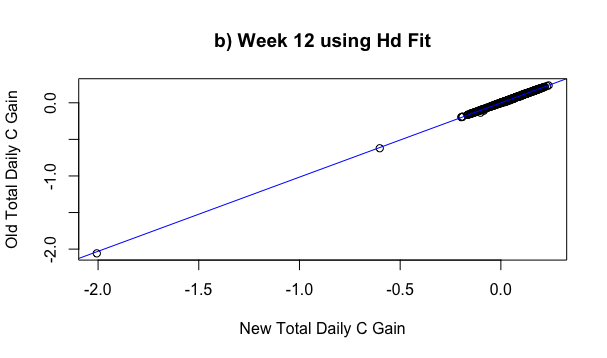 b) Week 12 using Hd Fit
Old Total Daily C Gain
0.0
-1.0
-2.0
-2.0 -1.5 -1.0 -0.5 0.0
New Total Daily C Gain